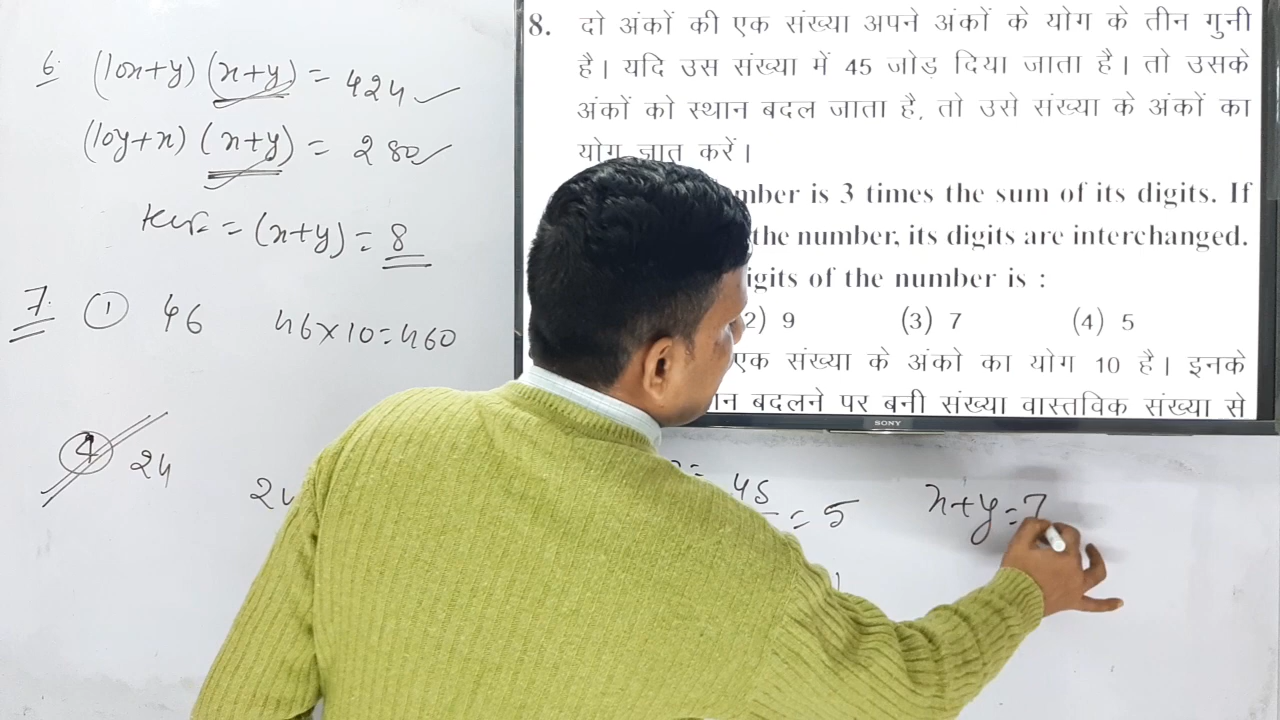 6. (10x+y) (x+y) = 424 ✓
(10y+x) (x+y) = 280 ✓
= (x+y) = 8
7. ① 46 46×10=460
④ 24
8. दो अंकों की एक संख्या अपने अंकों के योग के तीन गुनी
है। यदि उस संख्या में 45 जोड़ दिया जाता है। तो उसके
अंकों को स्थान बदल जाता है, तो उसे संख्या के अंकों का
योग ज्ञात करें।
is 3 times the sum of its digits. If
the number, its digits are interchanged.
of the number is :
2) 9 (3) 7 (4) 5
एक संख्या के अंको का योग 10 है। इनके
बदलने पर बनी संख्या वास्तविक संख्या से
SONY
45
= 5
x+y=7